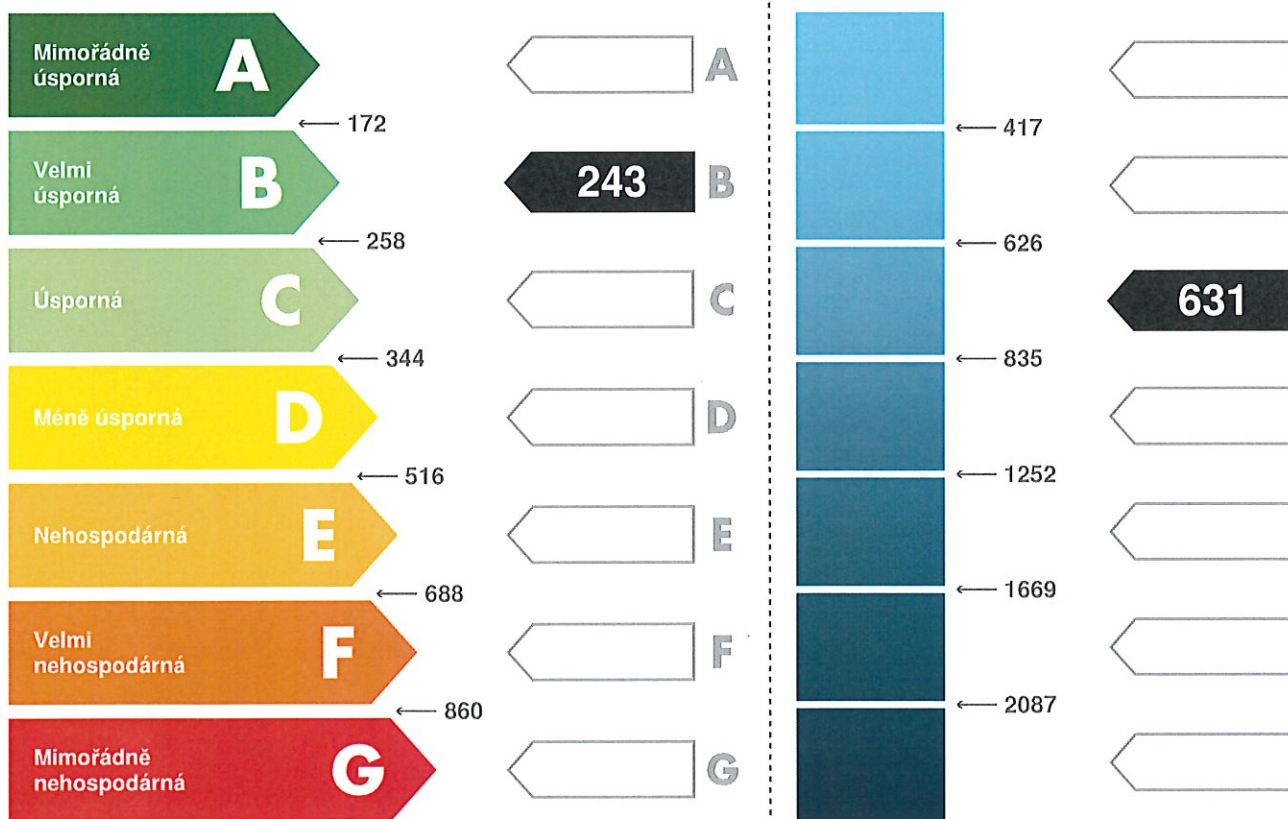 Mimořádně
úsporná
A
A
172
417
Velmi
úsporná
B
243
B
258
626
Úsporná
C
C
631
344
835
Méně úsporná
D
D
516
1252
Nehospodárná
E
E
688
1669
Velmi
nehospodárná
F
F
860
2087
Mimořádně
nehospodárná
G
G